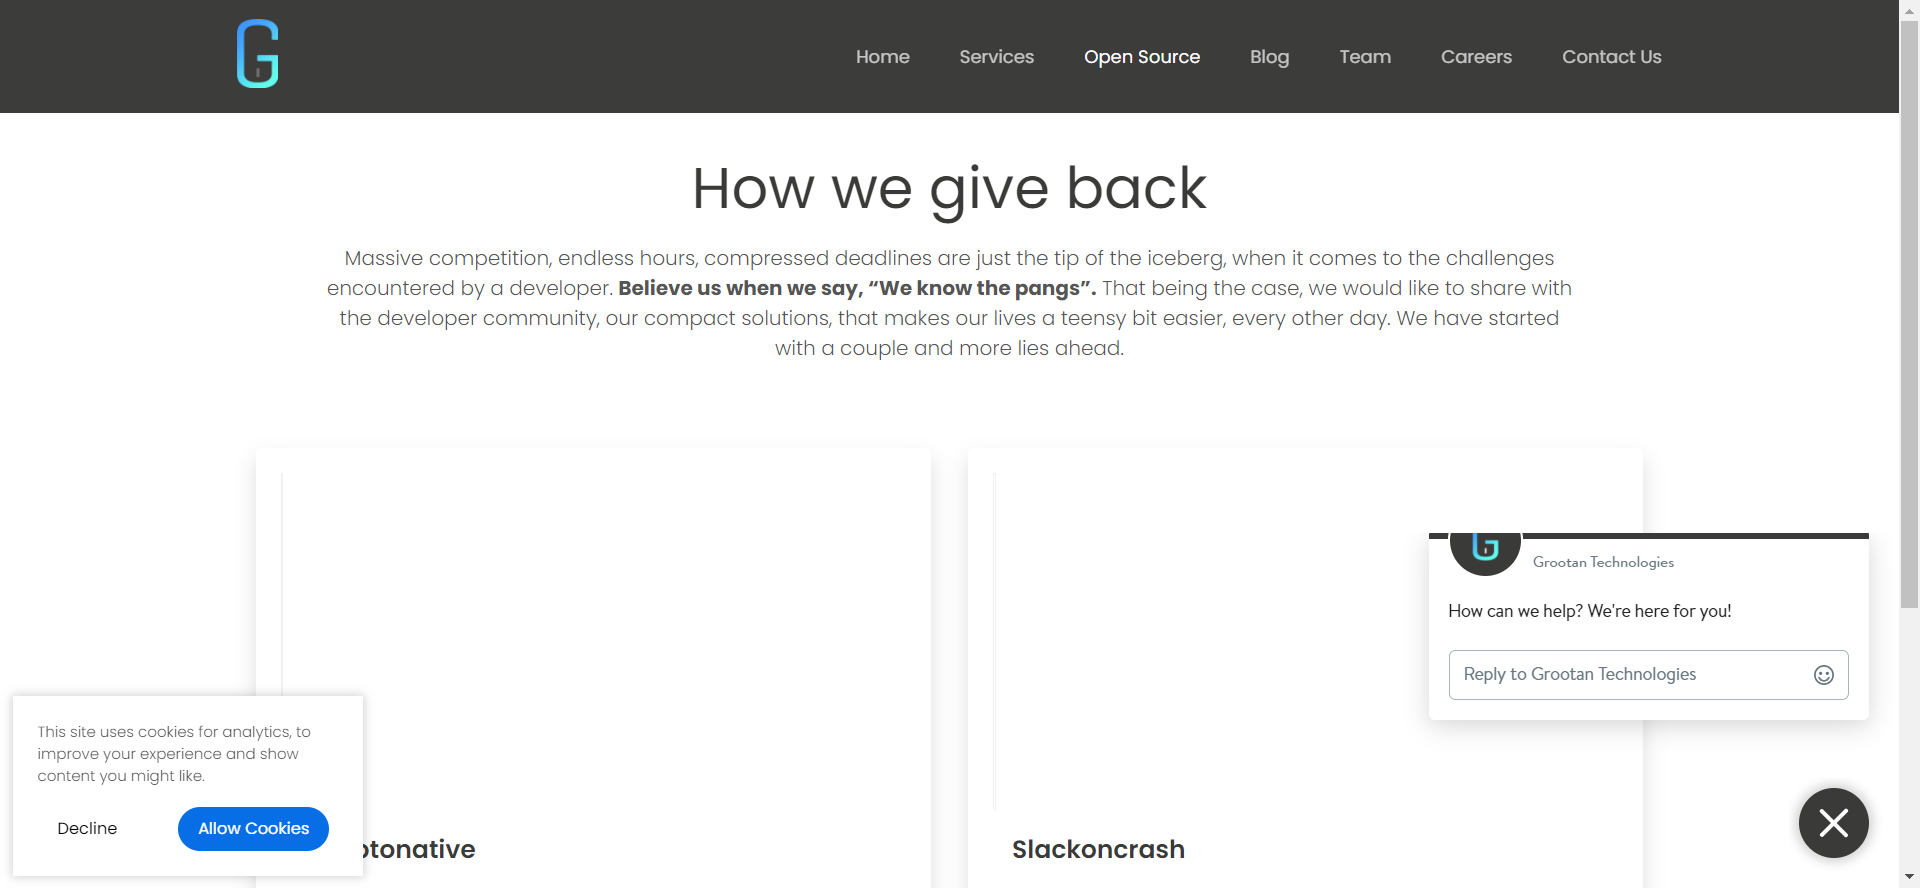 Home Services Open Source Blog Team Careers Contact Us
How we give back
Massive competition, endless hours, compressed deadlines are just the tip of the iceberg, when it comes to the challenges
encountered by a developer. Believe us when we say, “We know the pangs”. That being the case, we would like to share with
the developer community, our compact solutions, that makes our lives a teensy bit easier, every other day. We have started
with a couple and more lies ahead.
Grootan Technologies
How can we help? We're here for you!
Reply to Grootan Technologies
This site uses cookies for analytics, to
improve your experience and show
content you might like.
Decline Allow Cookies
Slackoncrash